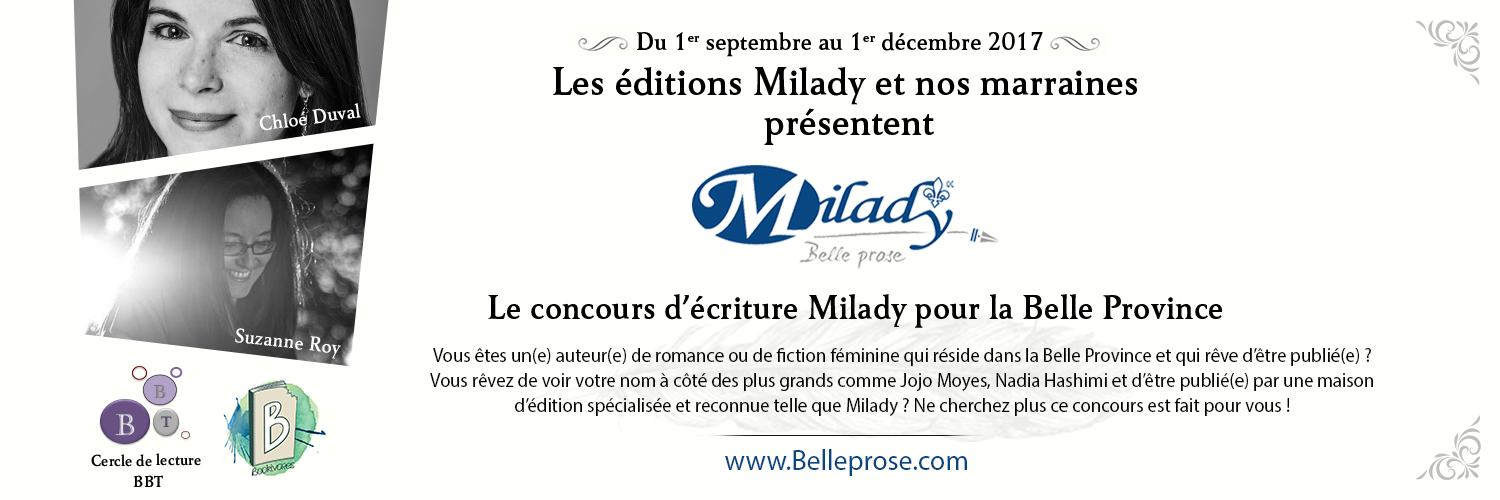 Chloé Duval
Suzanne Roy
B
B
T
Cercle de lecture
BBT
B
Bookivores
Du 1er septembre au 1er décembre 2017
Les éditions Milady et nos marraines
présentent
Milady
Belle prose
Le concours d'écriture Milady pour la Belle Province
Vous êtes un(e) auteur(e) de romance ou de fiction féminine qui réside dans la Belle Province et qui rêve d'être publié(e) ?
Vous rêvez de voir votre nom à côté des plus grands comme Jojo Moyes, Nadia Hashimi et d'être publié(e) par une maison
d'édition spécialisée et reconnue telle que Milady ? Ne cherchez plus ce concours est fait pour vous !
www.Belleprose.com